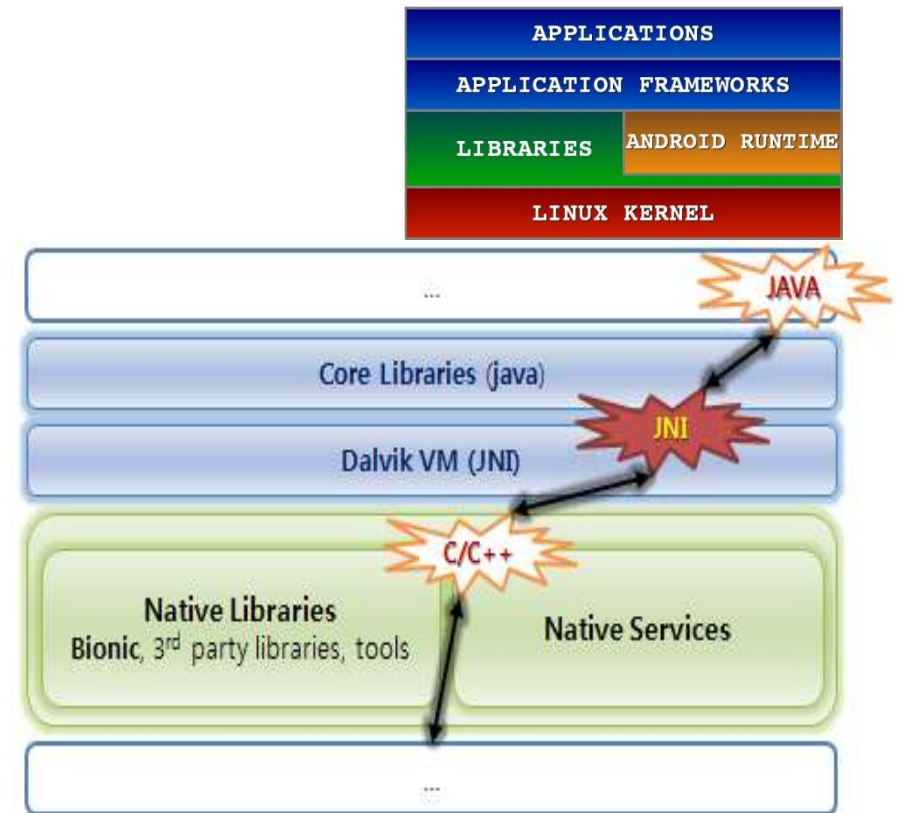 APPLICATIONS
APPLICATION FRAMEWORKS
LIBRARIES
ANDROID RUNTIME
LINUX KERNEL
...
JAVA
Core Libraries (java)
JNI
Dalvik VM (JNI)
C/C++
Native Libraries
Bionic, 3rd party libraries, tools
Native Services
...